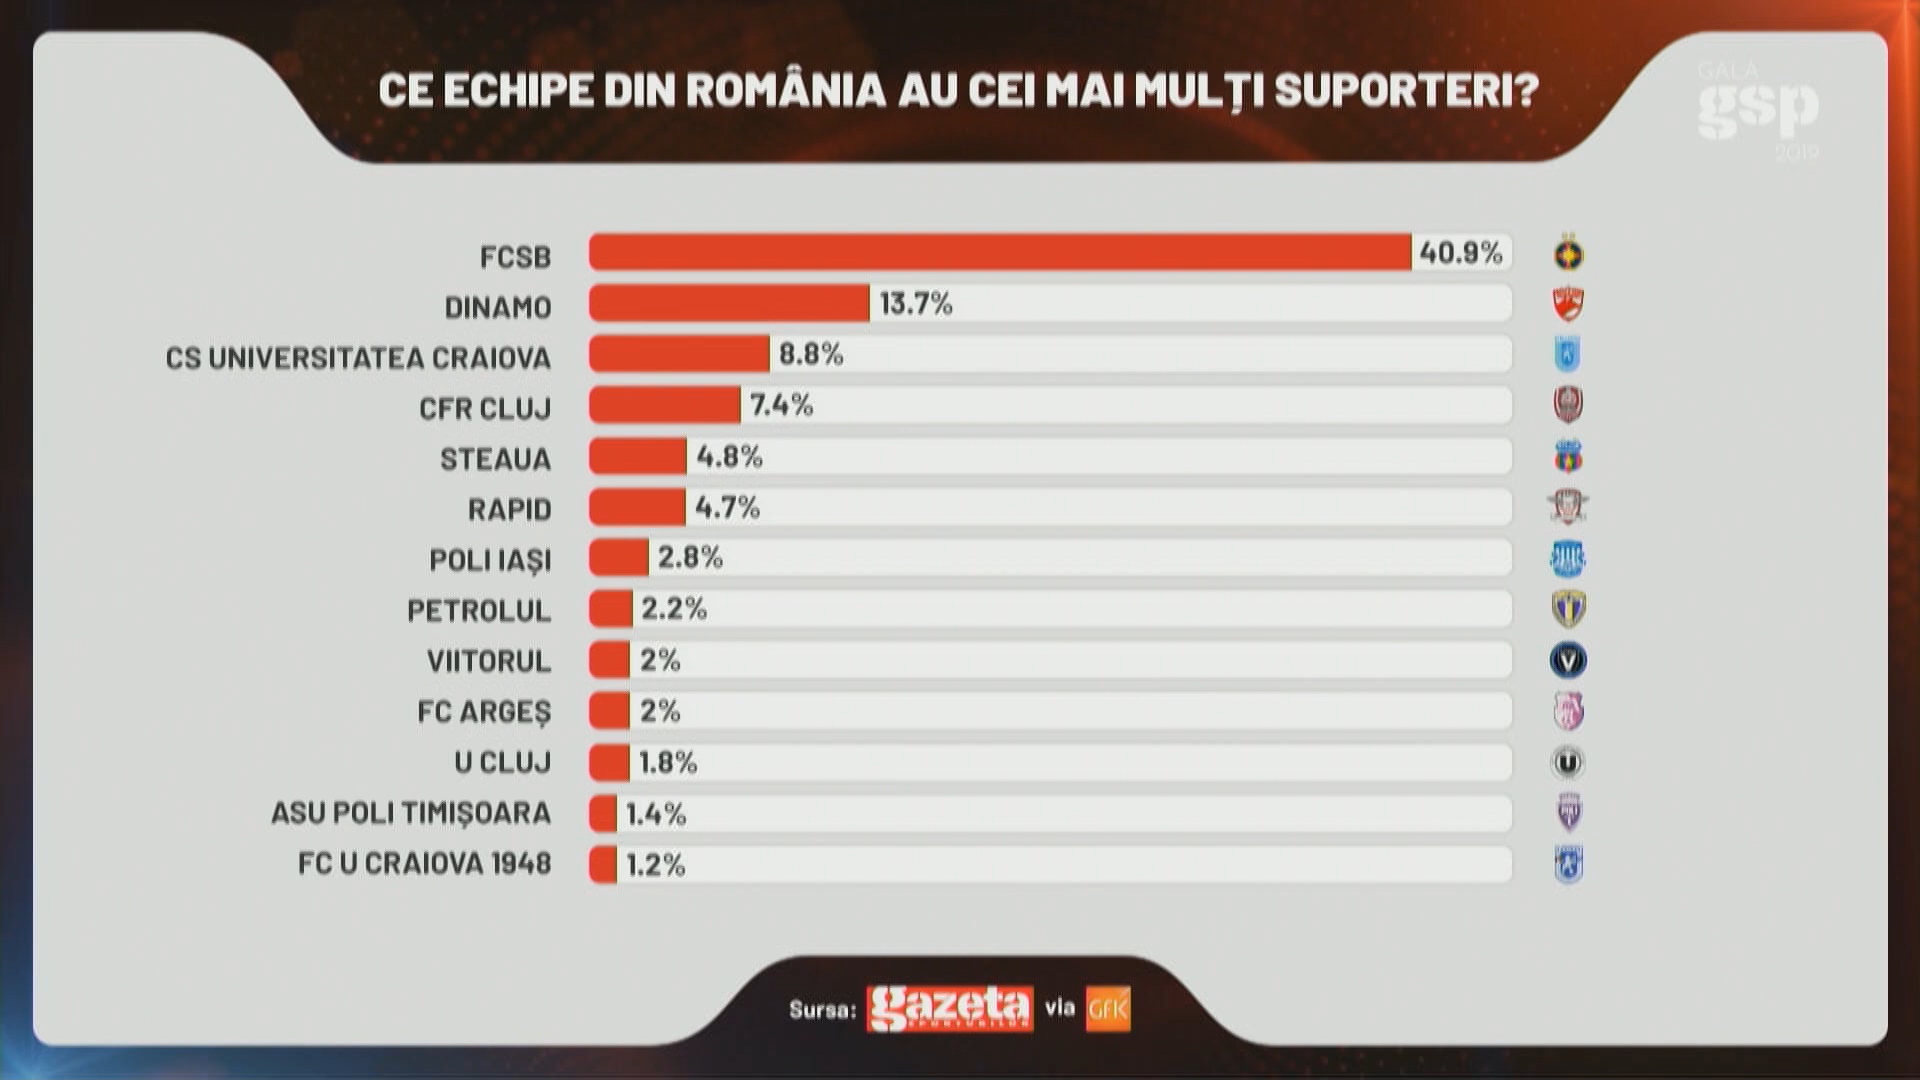 CE ECHIPE DIN ROMÂNIA AU CEI MAI MULȚI SUPORTERI?
GALA
gsp
2019
FCSB 40.9%
DINAMO 13.7%
CS UNIVERSITATEA CRAIOVA 8.8%
CFR CLUJ 7.4%
STEAUA 4.8%
RAPID 4.7%
POLI IAȘI 2.8%
PETROLUL 2.2%
VIITORUL 2%
FC ARGEȘ 2%
U CLUJ 1.8%
ASU POLI TIMIȘOARA 1.4%
FC U CRAIOVA 1948 1.2%
Sursa: gazeta SPORTURILOR via GFK